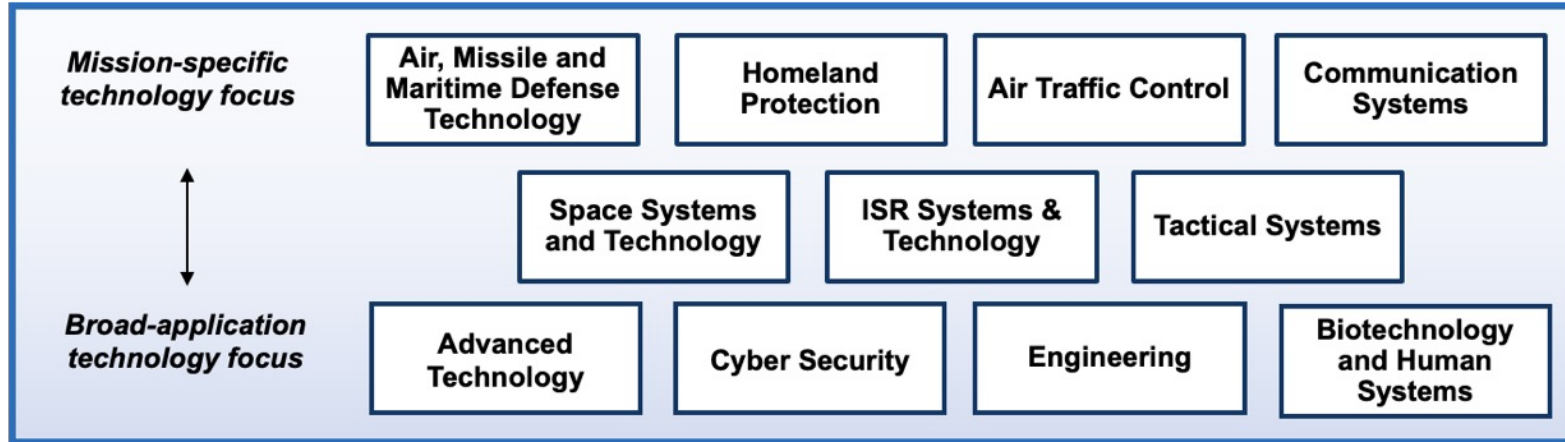 Mission-specific
technology focus
Air, Missile and
Maritime Defense
Technology
Homeland
Protection
Air Traffic Control
Communication
Systems
Space Systems
and Technology
ISR Systems &
Technology
Tactical Systems
Broad-application
technology focus
Advanced
Technology
Cyber Security
Engineering
Biotechnology
and Human
Systems